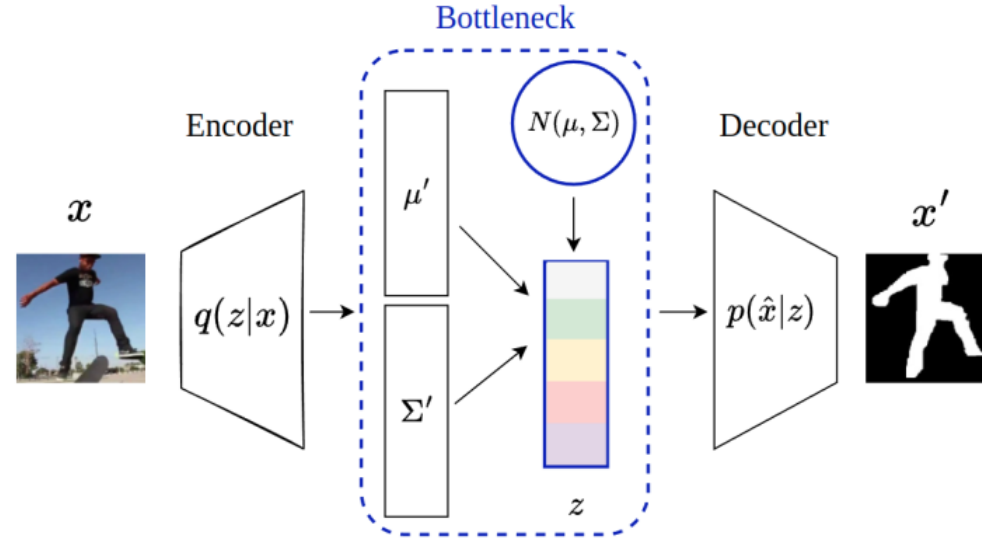 Bottleneck
Encoder
N(μ, Σ)
Decoder
x
μ′
x′
q(z|x)
p(x̂|z)
Σ′
z